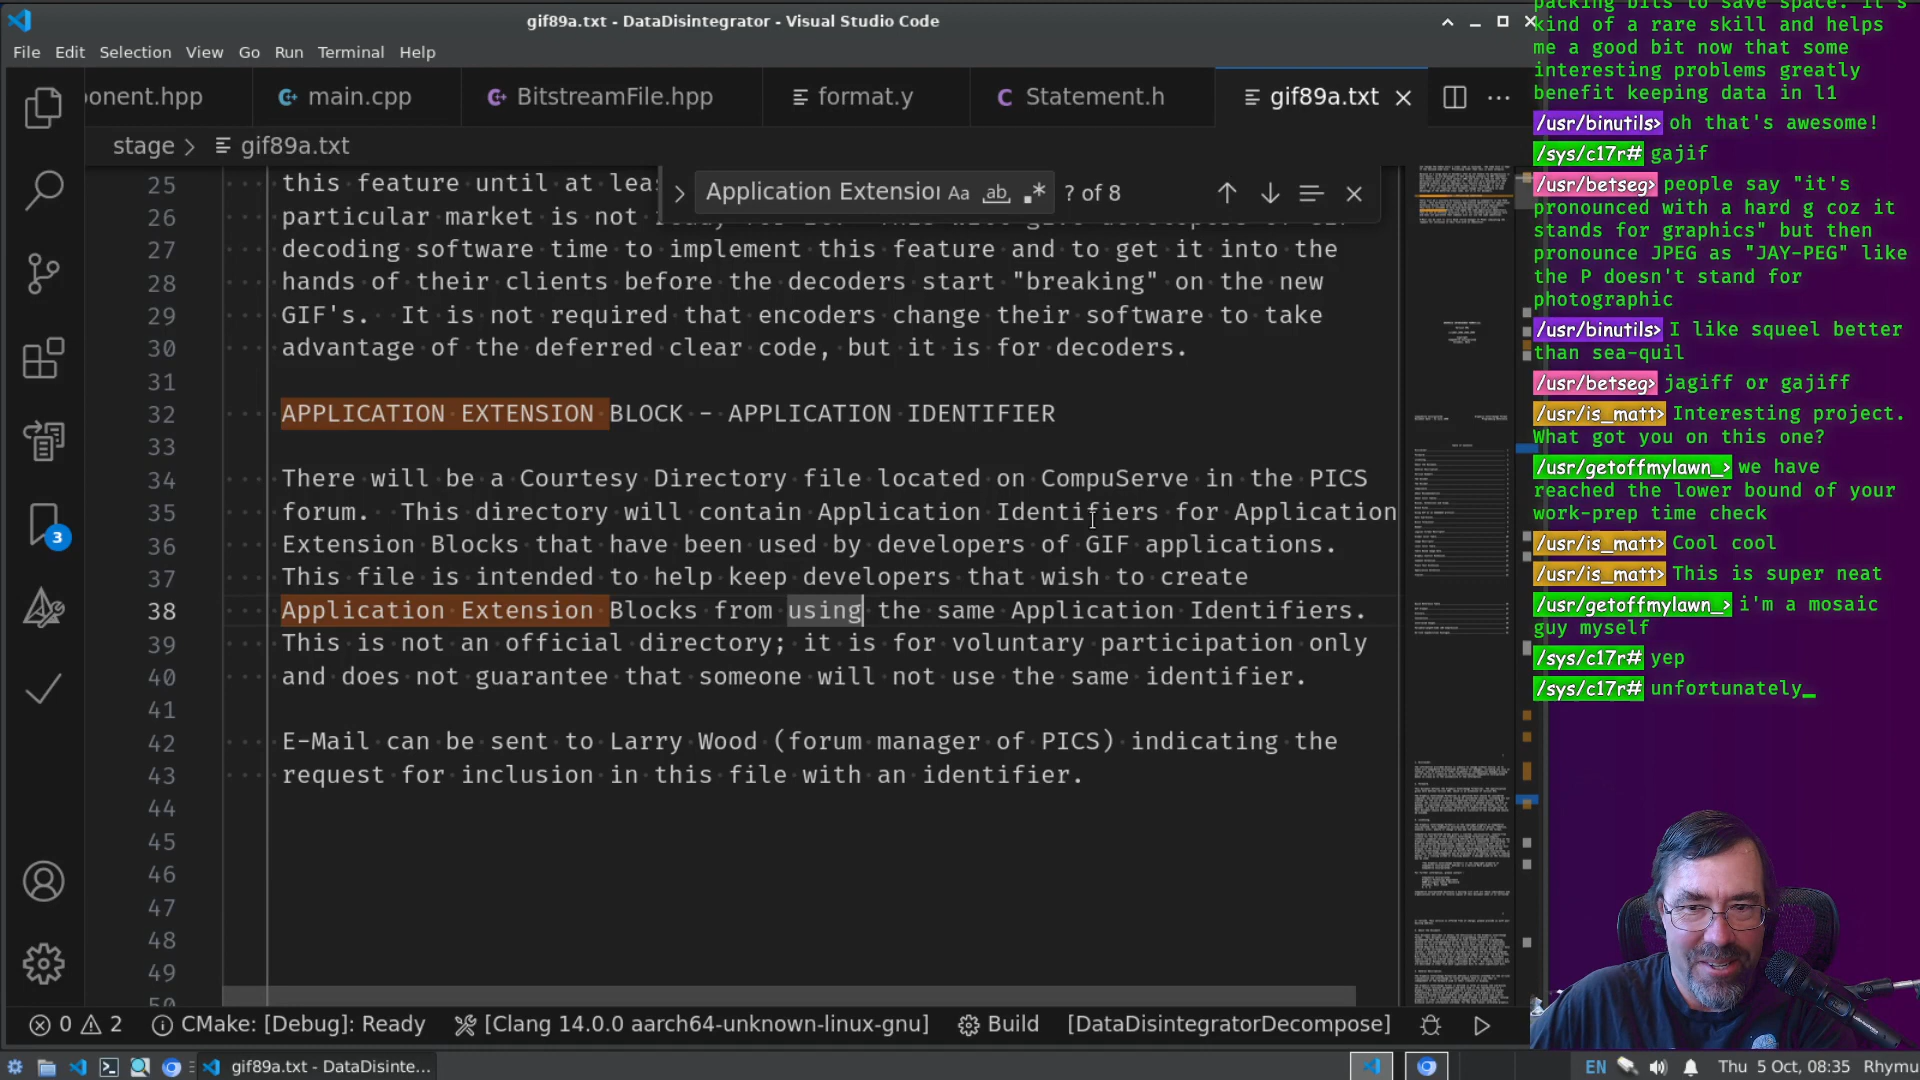 gif89a.txt - DataDisintegrator - Visual Studio Code
File Edit Selection View Go Run Terminal Help
ponent.hpp main.cpp BitstreamFile.hpp format.y Statement.h gif89a.txt
stage > gif89a.txt
Application Extension Aa ab .* ? of 8
25 this feature until at leas
26 particular market is not
27 decoding software time to implement this feature and to get it into the
28 hands of their clients before the decoders start "breaking" on the new
29 GIF's. It is not required that encoders change their software to take
30 advantage of the deferred clear code, but it is for decoders.
31
32 APPLICATION EXTENSION BLOCK - APPLICATION IDENTIFIER
33
34 There will be a Courtesy Directory file located on CompuServe in the PICS
35 forum. This directory will contain Application Identifiers for Application
36 Extension Blocks that have been used by developers of GIF applications.
37 This file is intended to help keep developers that wish to create
38 Application Extension Blocks from using the same Application Identifiers.
39 This is not an official directory; it is for voluntary participation only
40 and does not guarantee that someone will not use the same identifier.
41
42 E-Mail can be sent to Larry Wood (forum manager of PICS) indicating the
43 request for inclusion in this file with an identifier.
44
45
46
47
48
49
50
3
0 2 CMake: [Debug]: Ready [Clang 14.0.0 aarch64-unknown-linux-gnu] Build [DataDisintegratorDecompose]
gif89a.txt - DataDisinte...
EN Thu 5 Oct, 08:35 Rhymu
packing bits to save space. it's
kind of a rare skill and helps
me a good bit now that some
interesting problems greatly
benefit keeping data in l1
/usr/binutils> oh that's awesome!
/sys/c17r# gajif
/usr/betseg> people say "it's
pronounced with a hard g coz it
stands for graphics" but then
pronounce JPEG as "JAY-PEG" like
the P doesn't stand for
photographic
/usr/binutils> I like squeel better
than sea-quil
/usr/betseg> jagiff or gajiff
/usr/is_matt> Interesting project.
What got you on this one?
/usr/getoffmylawn_> we have
reached the lower bound of your
work-prep time check
/usr/is_matt> Cool cool
/usr/is_matt> This is super neat
/usr/getoffmylawn_> i'm a mosaic
guy myself
/sys/c17r# yep
/sys/c17r# unfortunately_